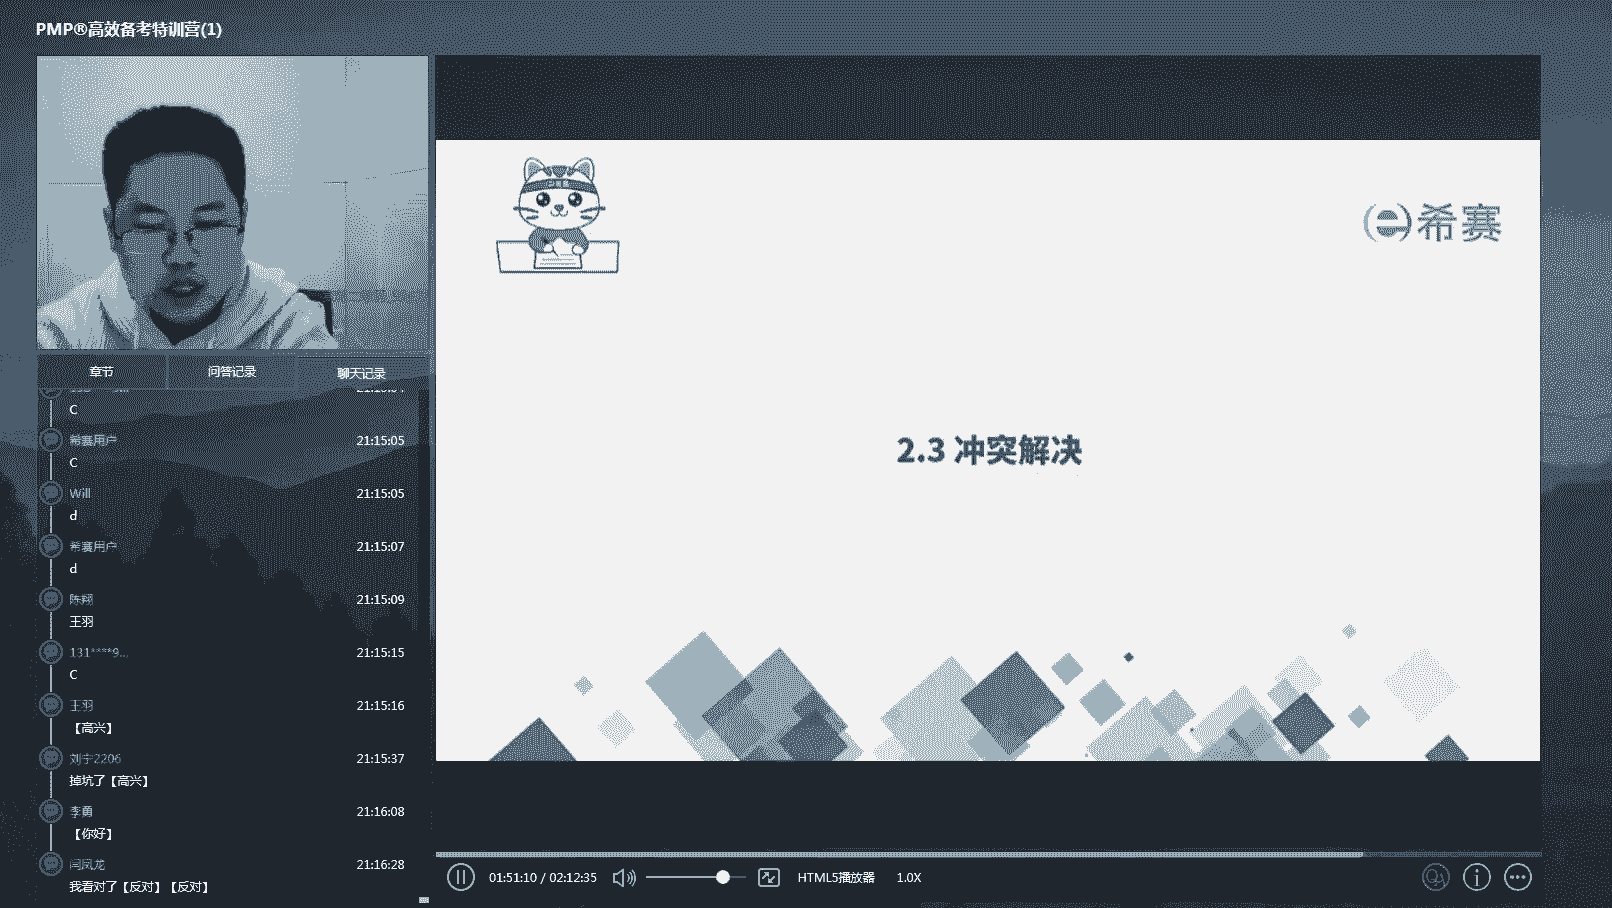 PMP®高效备考特训营(1)
章节
问答记录
聊天记录
C
希赛用户
21:15:05
C
Will
21:15:05
d
希赛用户
21:15:07
d
陈翔
21:15:09
王羽
131****9...
21:15:15
C
王羽
21:15:16
【高兴】
刘宁2206
21:15:37
掉坑了【高兴】
李勇
21:16:08
【你好】
闫凤龙
21:16:28
我看对了【反对】【反对】
希赛
2.3 冲突解决
01:51:10 / 02:12:35
HTML5播放器
1.0X